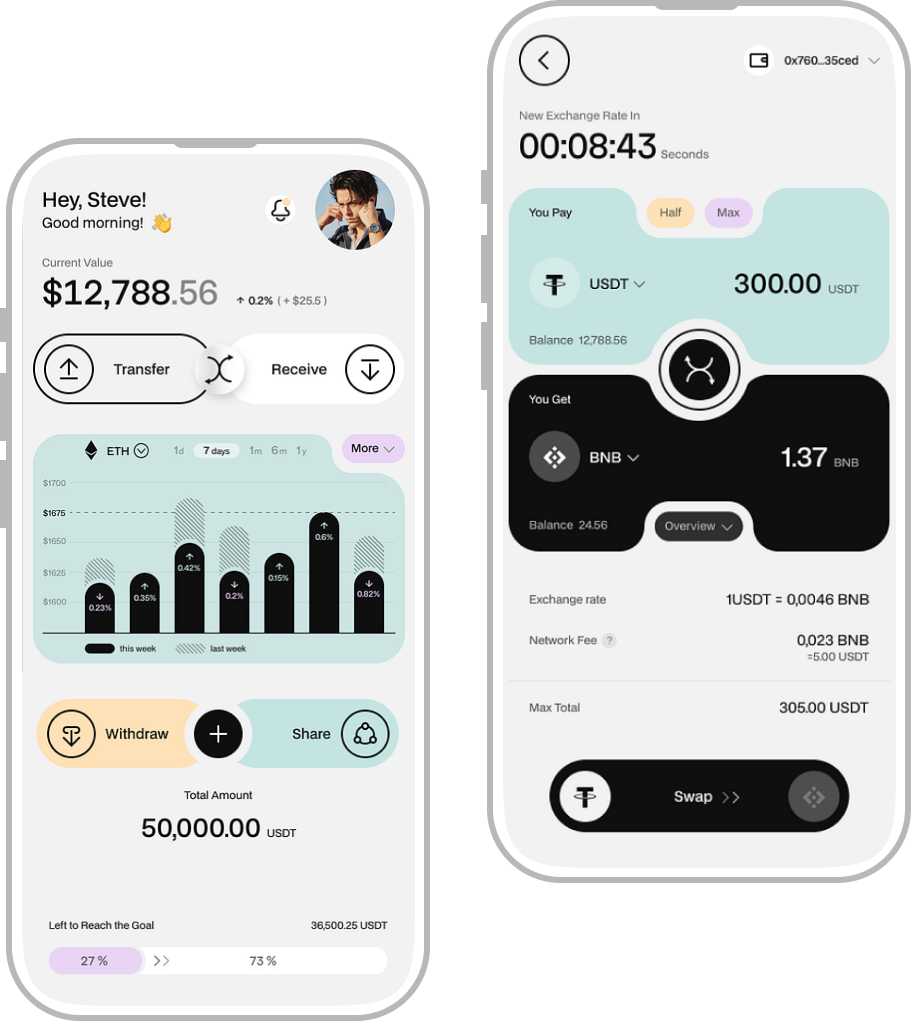 Hey, Steve!
Good morning! 👋
Current Value
$12,788.56 ↑ 0.2% ( + $25.5 )
Transfer
Receive
ETH 1d 7 days 1m 6m 1y
More
$1700
$1675
$1650
$1625
$1600
↓ 0.23%
↑ 0.35%
↑ 0.42%
↓ 0.2%
↑ 0.15%
↑ 0.6%
↓ 0.82%
this week last week
Withdraw
+
Share
Total Amount
50,000.00 USDT
Left to Reach the Goal 36,500.25 USDT
27 % 73 %
0x760...35ced
New Exchange Rate In
00:08:43 Seconds
You Pay Half Max
USDT 300.00 USDT
Balance 12,788.56
You Get
BNB 1.37 BNB
Balance 24.56 Overview
Exchange rate 1USDT = 0,0046 BNB
Network Fee ? 0,023 BNB
=5.00 USDT
Max Total 305.00 USDT
Swap